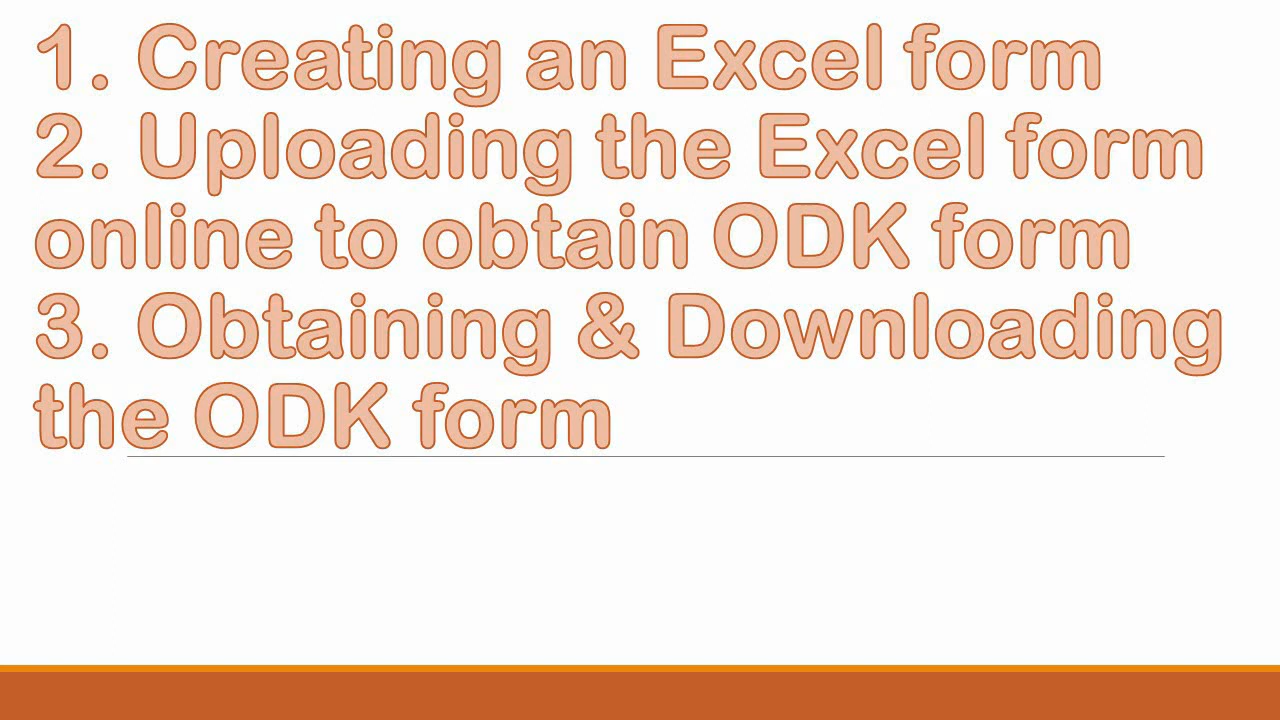 1. Creating an Excel form
2. Uploading the Excel form
online to obtain ODK form
3. Obtaining & Downloading
the ODK form